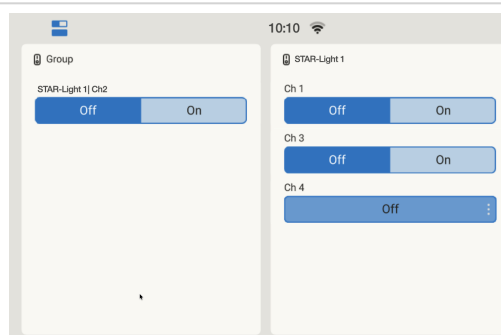 10:10
Group
STAR-Light 1| Ch2
Off On
STAR-Light 1
Ch 1
Off On
Ch 3
Off On
Ch 4
Off